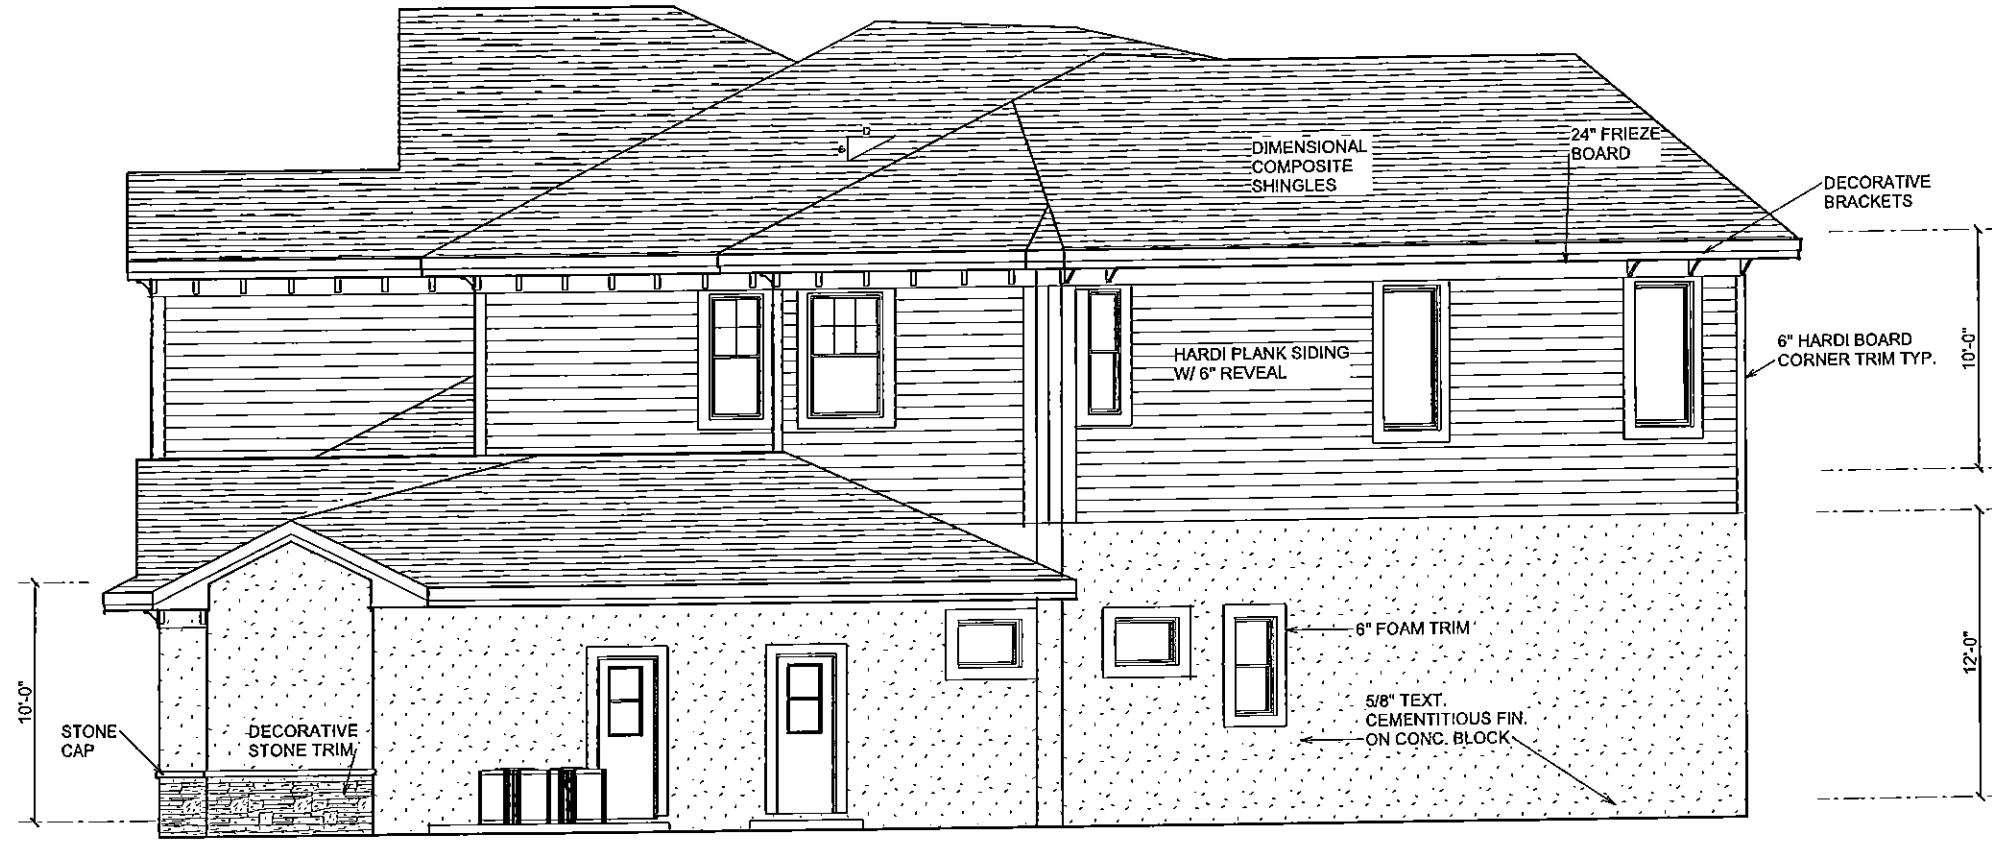 12
6
DIMENSIONAL
COMPOSITE
SHINGLES
24" FRIEZE
BOARD
DECORATIVE
BRACKETS
HARDI PLANK SIDING
W/ 6" REVEAL
6" HARDI BOARD
CORNER TRIM TYP.
10'-0"
6" FOAM TRIM
12'-0"
10'-0"
5/8" TEXT.
CEMENTITIOUS FIN.
ON CONC. BLOCK
STONE
CAP
DECORATIVE
STONE TRIM